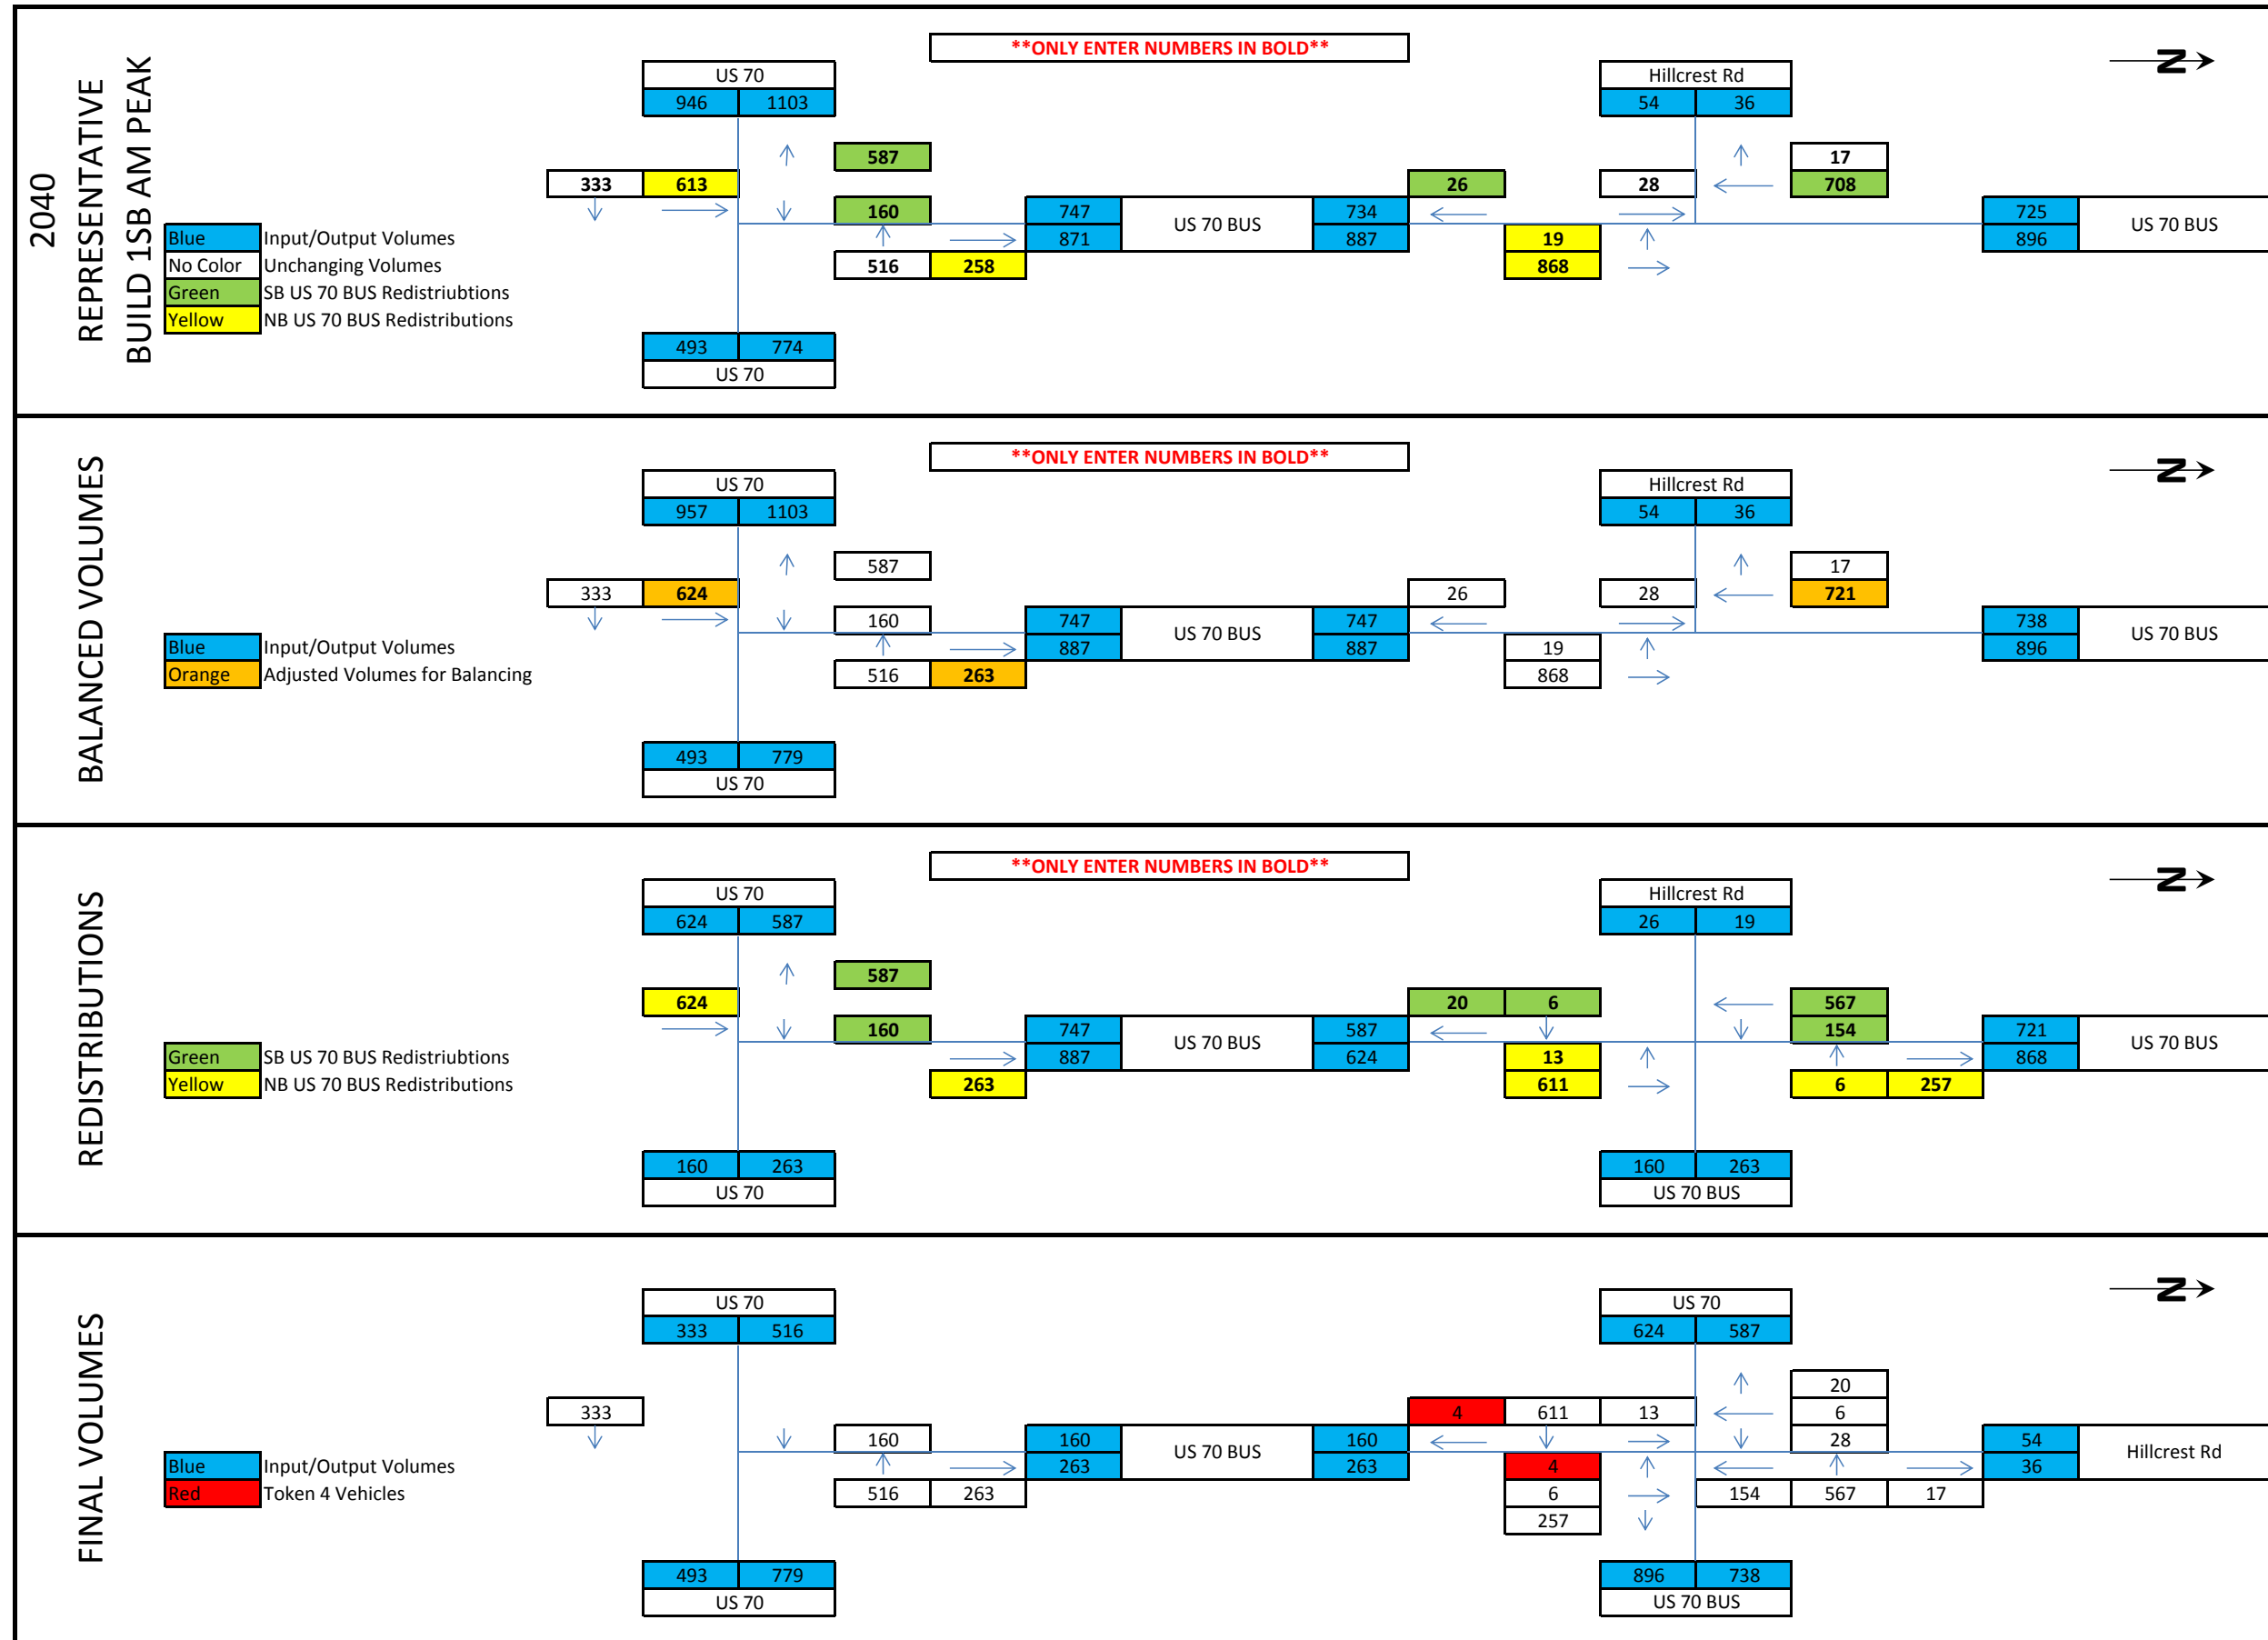 2040
REPRESENTATIVE
BUILD 1SB AM PEAK
**ONLY ENTER NUMBERS IN BOLD**
N
US 70
Hillcrest Rd
946 1103
54 36
587
17
333 613
26
28
708
160
747
US 70 BUS
734
725
US 70 BUS
Blue Input/Output Volumes
871
887
19
896
No Color Unchanging Volumes
516 258
868
Green SB US 70 BUS Redistriubtions
Yellow NB US 70 BUS Redistributions
493 774
US 70
BALANCED VOLUMES
**ONLY ENTER NUMBERS IN BOLD**
N
US 70
Hillcrest Rd
957 1103
54 36
587
17
333 624
26
28
721
160
747
US 70 BUS
747
738
US 70 BUS
Blue Input/Output Volumes
887
887
19
896
Orange Adjusted Volumes for Balancing
516 263
868
493 779
US 70
REDISTRIBUTIONS
**ONLY ENTER NUMBERS IN BOLD**
N
US 70
Hillcrest Rd
624 587
26 19
587
624
20 6
567
160
747
US 70 BUS
587
154
721
US 70 BUS
Green SB US 70 BUS Redistriubtions
887
624
13
868
Yellow NB US 70 BUS Redistributions
263
611
6 257
160 263
160 263
US 70
US 70 BUS
FINAL VOLUMES
N
US 70
US 70
333 516
624 587
20
333
4 611 13
6
160
160
US 70 BUS
160
28
54
Hillcrest Rd
Blue Input/Output Volumes
263
263
4
36
Red Token 4 Vehicles
516 263
6
154 567 17
257
493 779
896 738
US 70
US 70 BUS